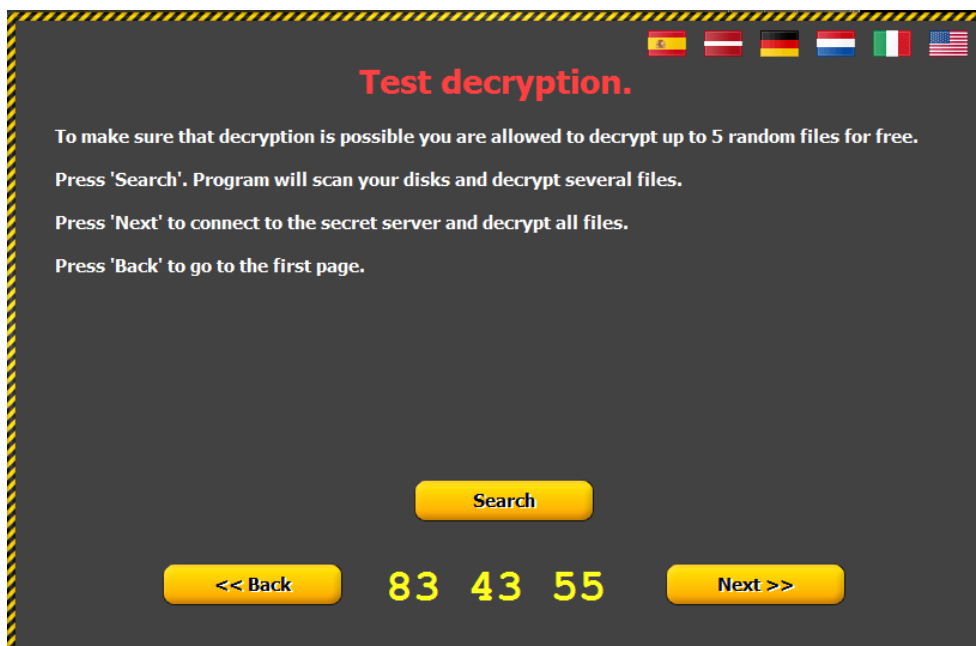 Test decryption.
To make sure that decryption is possible you are allowed to decrypt up to 5 random files for free.
Press 'Search'. Program will scan your disks and decrypt several files.
Press 'Next' to connect to the secret server and decrypt all files.
Press 'Back' to go to the first page.
Search
<< Back
83 43 55
Next >>